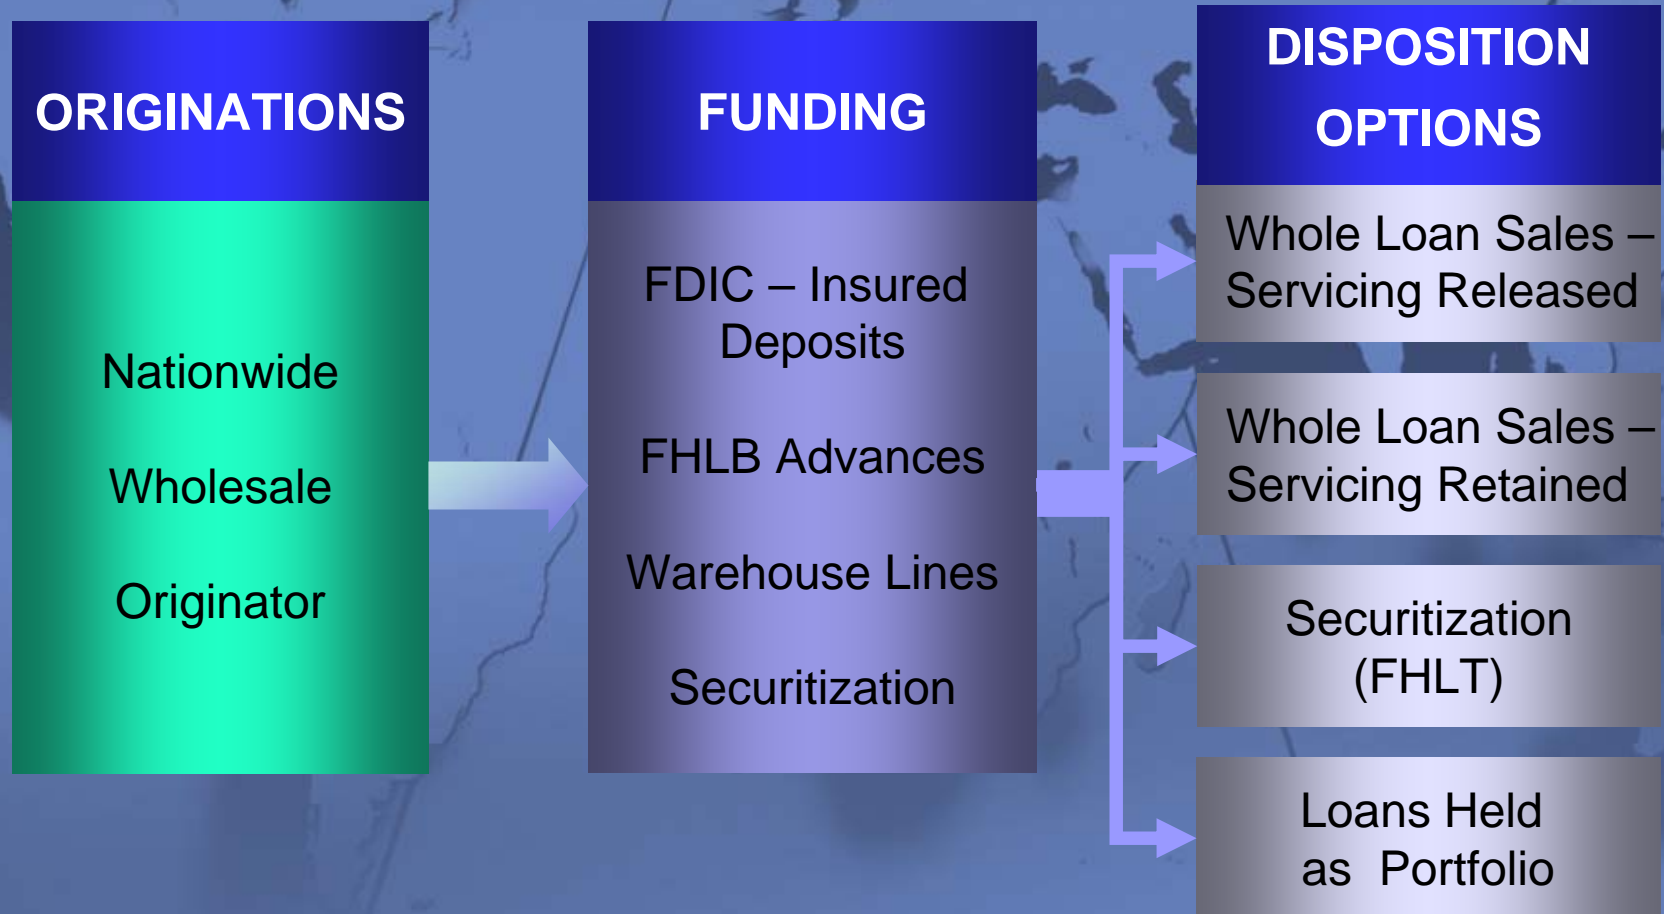 ORIGINATIONS
Nationwide
Wholesale
Originator
FUNDING
FDIC – Insured
Deposits
FHLB Advances
Warehouse Lines
Securitization
DISPOSITION
OPTIONS
Whole Loan Sales –
Servicing Released
Whole Loan Sales –
Servicing Retained
Securitization
(FHLT)
Loans Held
as Portfolio